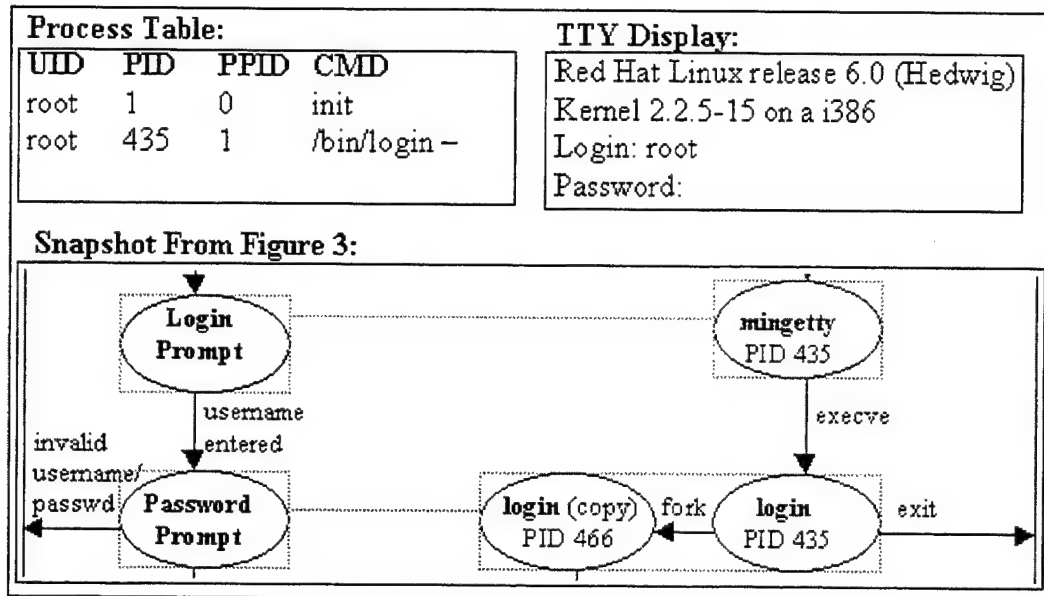 Process Table:
UID PID PPID CMD
root 1 0 init
root 435 1 /bin/login –
TTY Display:
Red Hat Linux release 6.0 (Hedwig)
Kernel 2.2.5-15 on a i386
Login: root
Password:
Snapshot From Figure 3:
Login
Prompt
mingetty
PID 435
username
entered
execve
invalid
username/
passwd
Password
Prompt
login (copy)
PID 466
fork
login
PID 435
exit